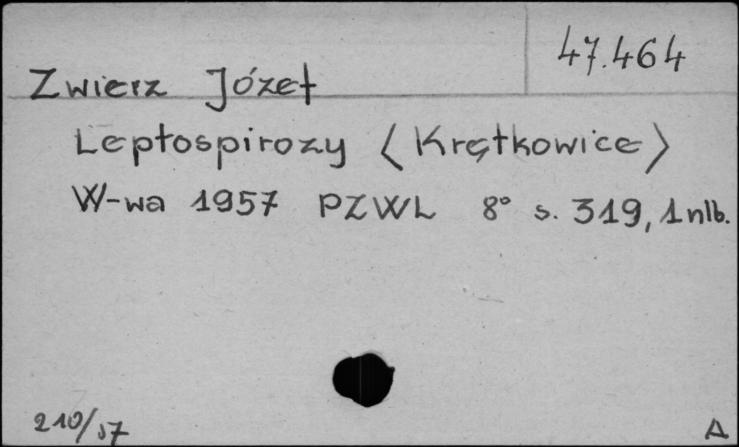 47.464
Zwierz Józef
Leptospirozy (Krętkowice)
W-wa 1957 PZWL 8° s. 319, 1 nlb.
210/57
A